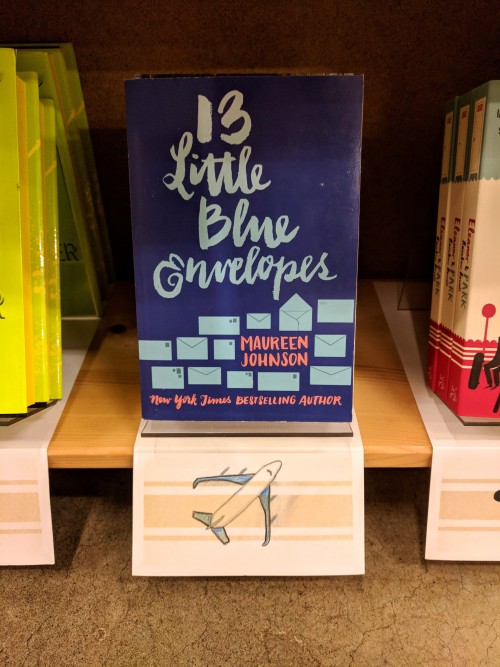 13
Little
Blue
Envelopes
MAUREEN
JOHNSON
New York Times BESTSELLING AUTHOR